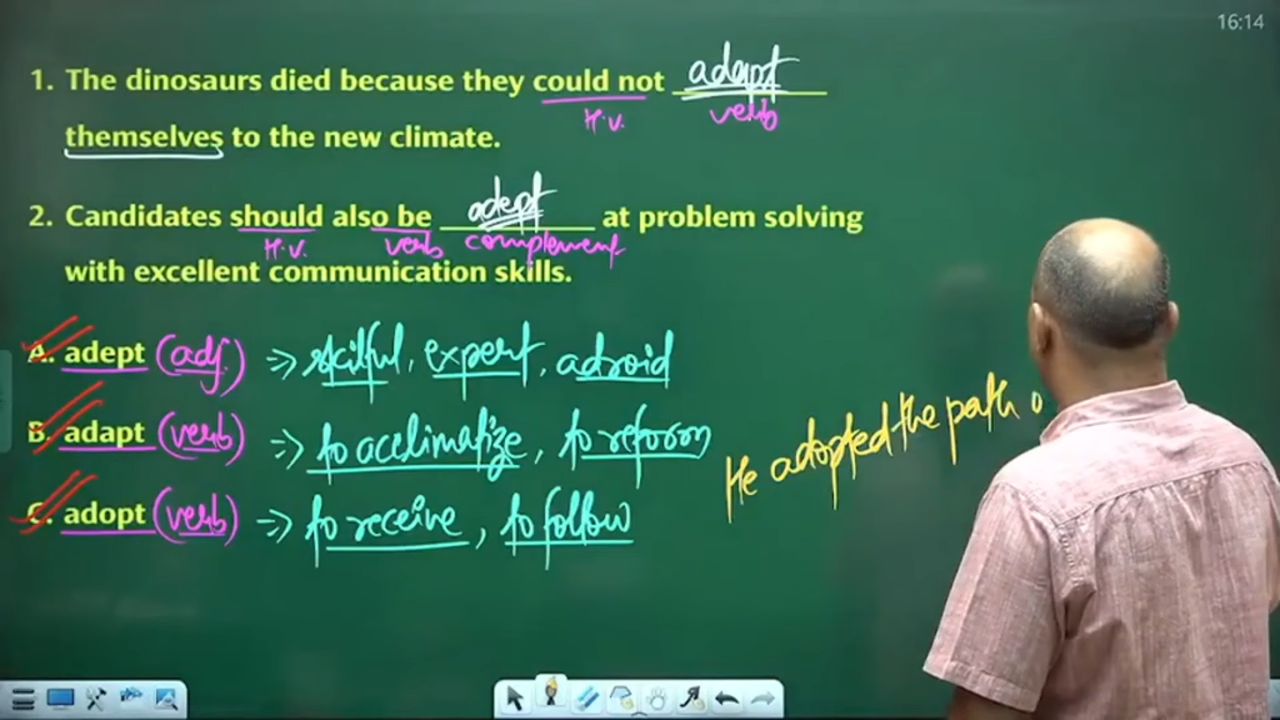 16:14
1. The dinosaurs died because they could not adapt
H.V. verb
themselves to the new climate.
2. Candidates should also be adept at problem solving
H.V. verb complement
with excellent communication skills.
A. adept (adj.) => skilful, expert, adroid
B. adapt (verb) => to acclimatize, to reform
C. adopt (verb) => to receive, to follow
He adopted the path o